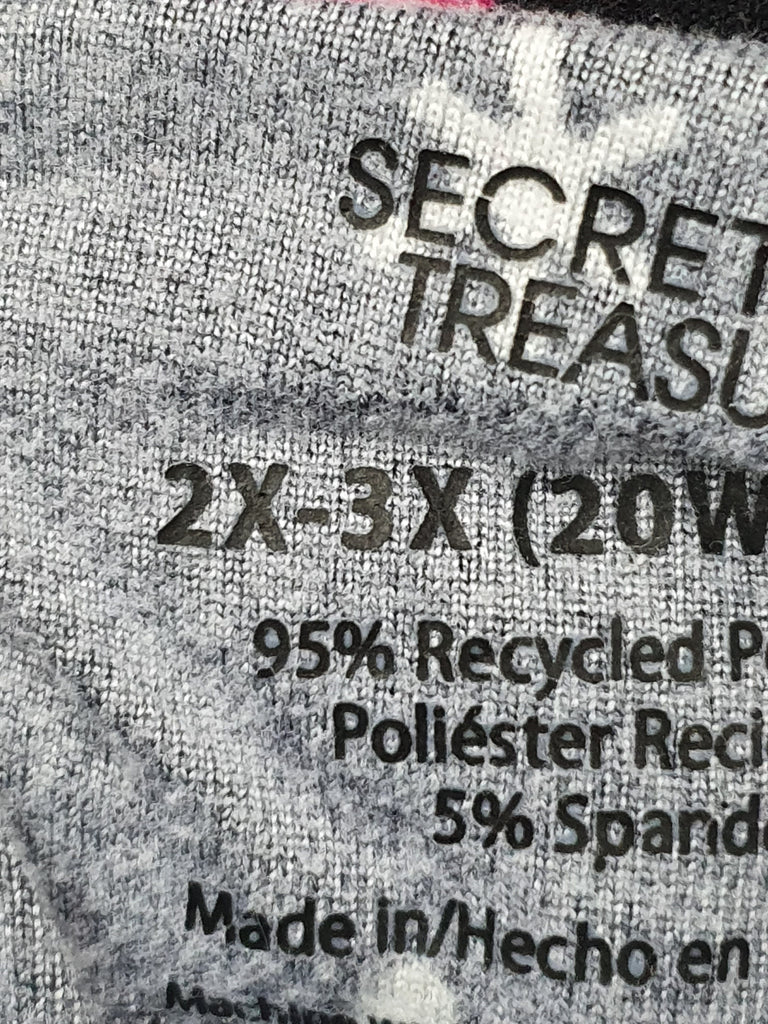 SECRET
TREASU
2X-3X (20W
95% Recycled P
Poliéster Reci
5% Spand
Made in/Hecho en